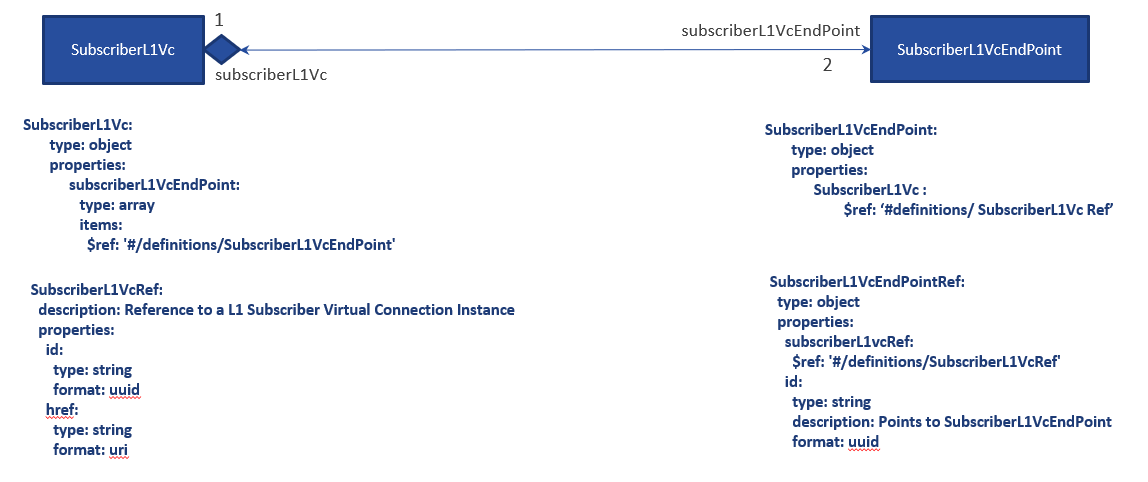 1
subscriberL1VcEndPoint
SubscriberL1Vc
SubscriberL1VcEndPoint
2
subscriberL1Vc
SubscriberL1Vc:
type: object
properties:
subscriberL1VcEndPoint:
type: array
items:
$ref: '#/definitions/SubscriberL1VcEndPoint'
SubscriberL1VcEndPoint:
type: object
properties:
SubscriberL1Vc :
$ref: ‘#definitions/ SubscriberL1Vc Ref’
SubscriberL1VcRef:
description: Reference to a L1 Subscriber Virtual Connection Instance
properties:
id:
type: string
format: uuid
href:
type: string
format: uri
SubscriberL1VcEndPointRef:
type: object
properties:
subscriberL1vcRef:
$ref: '#/definitions/SubscriberL1VcRef'
id:
type: string
description: Points to SubscriberL1VcEndPoint
format: uuid